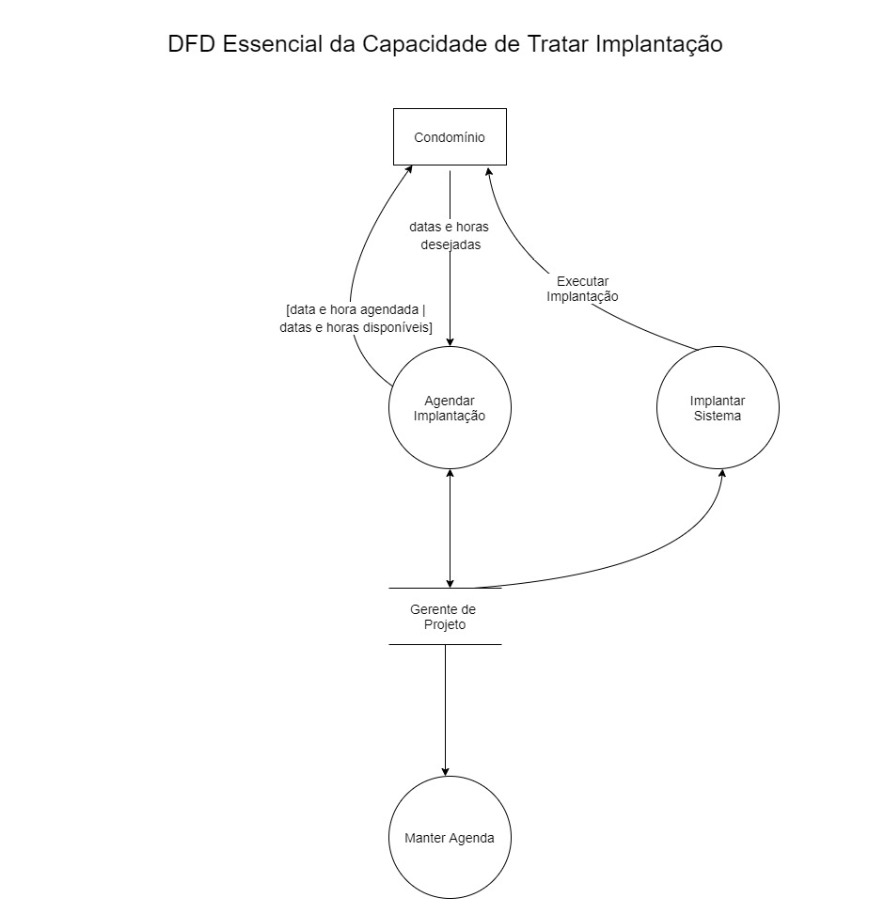 DFD Essencial da Capacidade de Tratar Implantação
Condomínio
datas e horas
desejadas
Executar
Implantação
[data e hora agendada |
datas e horas disponíveis]
Agendar
Implantação
Implantar
Sistema
Gerente de
Projeto
Manter Agenda